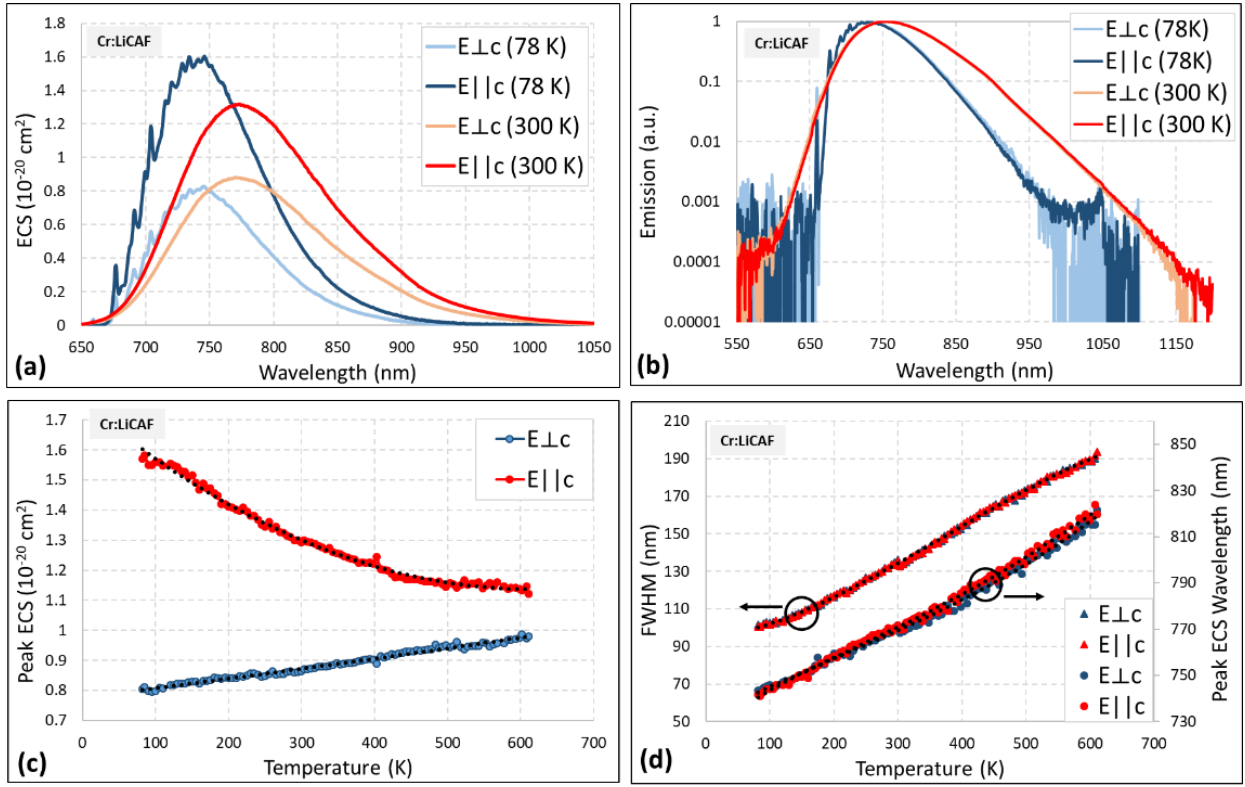 Cr:LiCAF
E⊥c (78 K)
E||c (78 K)
E⊥c (300 K)
E||c (300 K)
ECS (10⁻²⁰ cm²)
1.8
1.6
1.4
1.2
1
0.8
0.6
0.4
0.2
0
650 700 750 800 850 900 950 1000 1050
Wavelength (nm)
(a)
Cr:LiCAF
E⊥c (78K)
E||c (78K)
E⊥c (300 K)
E||c (300 K)
Emission (a.u.)
1
0.1
0.01
0.001
0.0001
0.00001
550 650 750 850 950 1050 1150
Wavelength (nm)
(b)
Cr:LiCAF
E⊥c
E||c
Peak ECS (10⁻²⁰ cm²)
1.7
1.6
1.5
1.4
1.3
1.2
1.1
1
0.9
0.8
0.7
0 100 200 300 400 500 600 700
Temperature (K)
(c)
Cr:LiCAF
FWHM (nm)
210
190
170
150
130
110
90
70
50
850
830
810
790
770
750
730
Peak ECS Wavelength (nm)
E⊥c
E||c
E⊥c
E||c
0 100 200 300 400 500 600 700
Temperature (K)
(d)